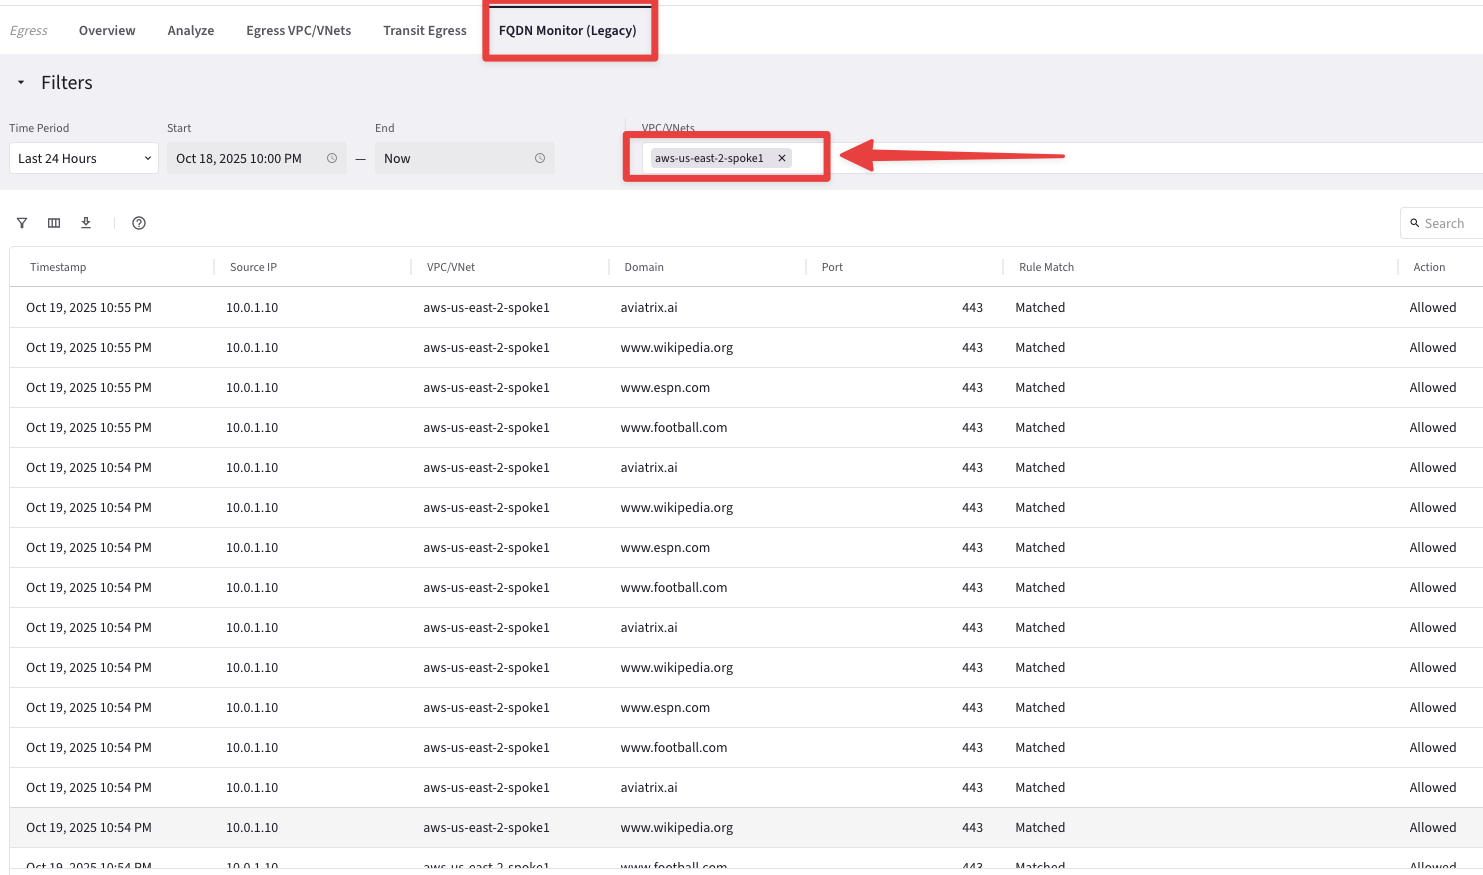 Egress Overview Analyze Egress VPC/VNets Transit Egress FQDN Monitor (Legacy)
Filters
Time Period Start End VPC/VNets
Last 24 Hours Oct 18, 2025 10:00 PM — Now aws-us-east-2-spoke1 ✕
Search
Timestamp Source IP VPC/VNet Domain Port Rule Match Action
Oct 19, 2025 10:55 PM 10.0.1.10 aws-us-east-2-spoke1 aviatrix.ai 443 Matched Allowed
Oct 19, 2025 10:55 PM 10.0.1.10 aws-us-east-2-spoke1 www.wikipedia.org 443 Matched Allowed
Oct 19, 2025 10:55 PM 10.0.1.10 aws-us-east-2-spoke1 www.espn.com 443 Matched Allowed
Oct 19, 2025 10:55 PM 10.0.1.10 aws-us-east-2-spoke1 www.football.com 443 Matched Allowed
Oct 19, 2025 10:54 PM 10.0.1.10 aws-us-east-2-spoke1 aviatrix.ai 443 Matched Allowed
Oct 19, 2025 10:54 PM 10.0.1.10 aws-us-east-2-spoke1 www.wikipedia.org 443 Matched Allowed
Oct 19, 2025 10:54 PM 10.0.1.10 aws-us-east-2-spoke1 www.espn.com 443 Matched Allowed
Oct 19, 2025 10:54 PM 10.0.1.10 aws-us-east-2-spoke1 www.football.com 443 Matched Allowed
Oct 19, 2025 10:54 PM 10.0.1.10 aws-us-east-2-spoke1 aviatrix.ai 443 Matched Allowed
Oct 19, 2025 10:54 PM 10.0.1.10 aws-us-east-2-spoke1 www.wikipedia.org 443 Matched Allowed
Oct 19, 2025 10:54 PM 10.0.1.10 aws-us-east-2-spoke1 www.espn.com 443 Matched Allowed
Oct 19, 2025 10:54 PM 10.0.1.10 aws-us-east-2-spoke1 www.football.com 443 Matched Allowed
Oct 19, 2025 10:54 PM 10.0.1.10 aws-us-east-2-spoke1 aviatrix.ai 443 Matched Allowed
Oct 19, 2025 10:54 PM 10.0.1.10 aws-us-east-2-spoke1 www.wikipedia.org 443 Matched Allowed
Oct 19, 2025 10:54 PM 10.0.1.10 aws-us-east-2-spoke1 www.football.com 443 Matched Allowed